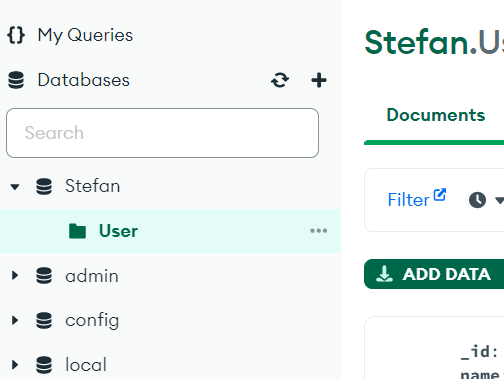 My Queries
Databases
Search
Stefan
User
admin
config
local
Stefan.Us
Documents
Filter
ADD DATA
_id:
name